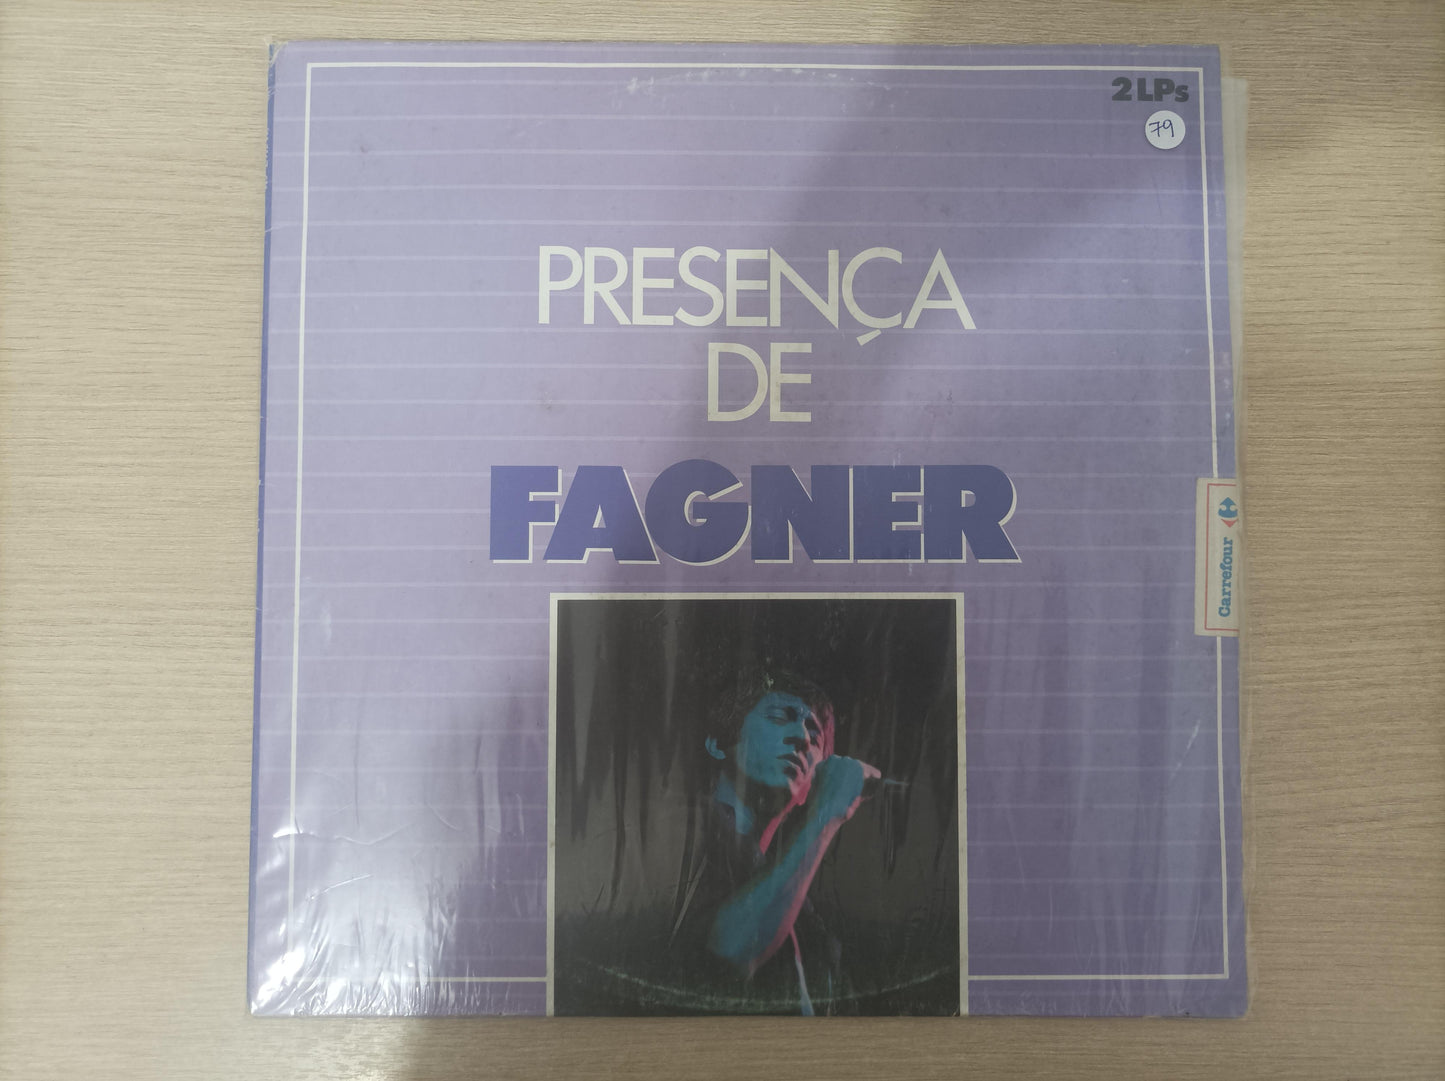 2 LPs
79
PRESENÇA
DE
FAGNER
Carrefour